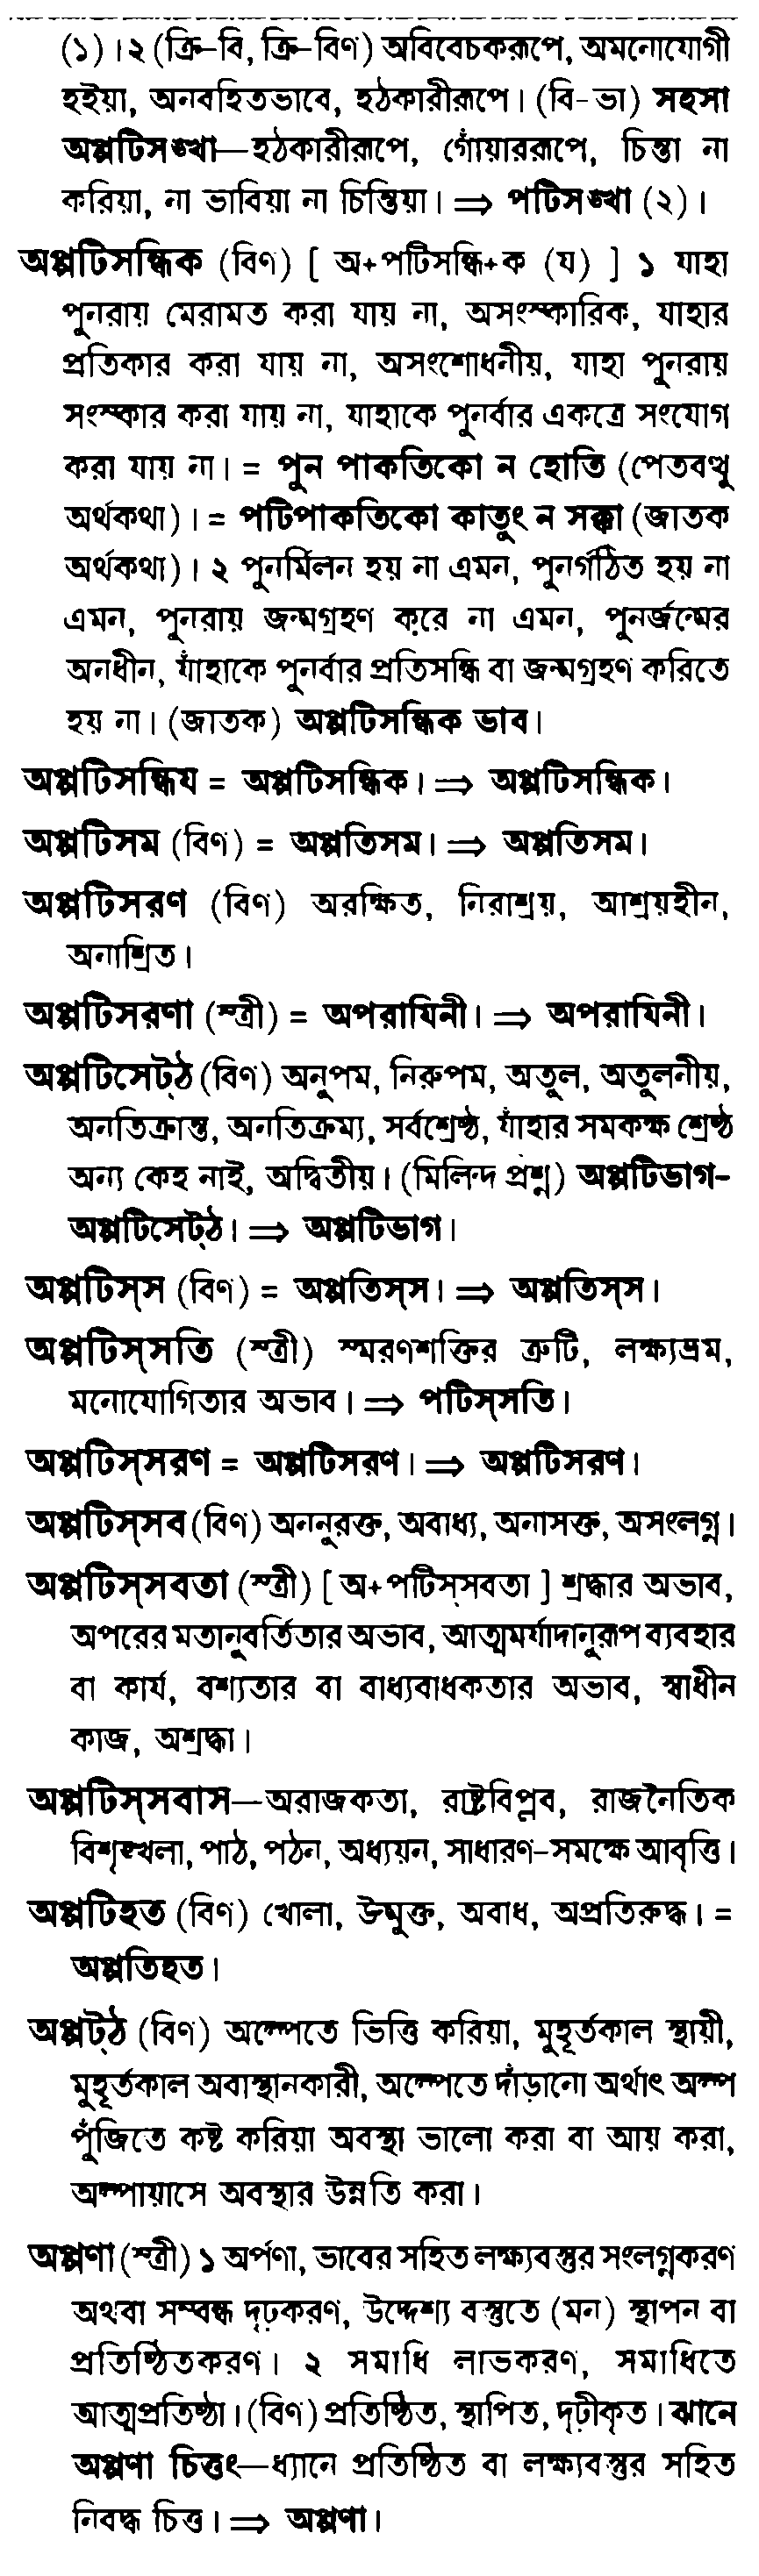 (১)। ২ (ক্রি-বি, ক্রি-বিণ) অবিবেচকরূপে, অমনোযোগী
হইয়া, অনবহিতভাবে, হঠকারীরূপে। (বি-ভা) সহসা
অপ্পটিসঙ্খা—হঠকারীরূপে, গোঁয়াররূপে, চিন্তা না
করিয়া, না ভাবিয়া না চিন্তিয়া। ⇒ পটিসঙ্খা (২)।
অপ্পটিসন্ধিক (বিণ) [ অ+পটিসন্ধি+ক (য) ] ১ যাহা
পুনরায় মেরামত করা যায় না, অসংস্কারিক, যাহার
প্রতিকার করা যায় না, অসংশোধনীয়, যাহা পুনরায়
সংস্কার করা যায় না, যাহাকে পুনর্বার একত্রে সংযোগ
করা যায় না। = পুন পাকতিকো ন হোতি (পেতবত্থু
অর্থকথা)। = পটিপাকতিকো কাতুং ন সক্কা (জাতক
অর্থকথা)। ২ পুনর্মিলন হয় না এমন, পুনর্গঠিত হয় না
এমন, পুনরায় জন্মগ্রহণ করে না এমন, পুনর্জন্মের
অনধীন, যাঁহাকে পুনর্বার প্রতিসন্ধি বা জন্মগ্রহণ করিতে
হয় না। (জাতক) অপ্পটিসন্ধিক ভাব।
অপ্পটিসন্ধিয = অপ্পটিসন্ধিক। ⇒ অপ্পটিসন্ধিক।
অপ্পটিসম (বিণ) = অপ্পতিসম। ⇒ অপ্পতিসম।
অপ্পটিসরণ (বিণ) অরক্ষিত, নিরাশ্রয়, আশ্রয়হীন,
অনাশ্রিত।
অপ্পটিসরণা (স্ত্রী) = অপরাযিনী। ⇒ অপরাযিনী।
অপ্পটিসেট্ঠ (বিণ) অনুপম, নিরুপম, অতুল, অতুলনীয়,
অনতিক্রান্ত, অনতিক্রম্য, সর্বশ্রেষ্ঠ, যাঁহার সমকক্ষ শ্রেষ্ঠ
অন্য কেহ নাই, অদ্বিতীয়। (মিলিন্দ প্রশ্ন) অপ্পটিভাগ-
অপ্পটিসেট্ঠ। ⇒ অপ্পটিভাগ।
অপ্পটিস্স (বিণ) = অপ্পতিস্স। ⇒ অপ্পতিস্স।
অপ্পটিস্সতি (স্ত্রী) স্মরণশক্তির ত্রুটি, লক্ষ্যভ্রম,
মনোযোগিতার অভাব। ⇒ পটিস্সতি।
অপ্পটিস্সরণ = অপ্পটিসরণ। ⇒ অপ্পটিসরণ।
অপ্পটিস্সব (বিণ) অননুরক্ত, অবাধ্য, অনাসক্ত, অসংলগ্ন।
অপ্পটিস্সবতা (স্ত্রী) [ অ+পটিস্সবতা ] শ্রদ্ধার অভাব,
অপরের মতানুবর্তিতার অভাব, আত্মমর্যাদানুরূপ ব্যবহার
বা কার্য, বশ্যতার বা বাধ্যবাধকতার অভাব, স্বাধীন
কাজ, অশ্রদ্ধা।
অপ্পটিস্সবাস—অরাজকতা, রাষ্ট্রবিপ্লব, রাজনৈতিক
বিশৃঙ্খলা, পাঠ, পঠন, অধ্যয়ন, সাধারণ-সমক্ষে আবৃত্তি।
অপ্পটিহত (বিণ) খোলা, উন্মুক্ত, অবাধ, অপ্রতিরুদ্ধ। =
অপ্পতিহত।
অপ্পট্ঠ (বিণ) অল্পেতে ভিত্তি করিয়া, মুহূর্তকাল স্থায়ী,
মুহূর্তকাল অবস্থানকারী, অল্পেতে দাঁড়ানো অর্থাৎ অল্প
পুঁজিতে কষ্ট করিয়া অবস্থা ভালো করা বা আয় করা,
অল্পায়াসে অবস্থার উন্নতি করা।
অপ্পণা (স্ত্রী) ১ অর্পণা, ভাবের সহিত লক্ষ্যবস্তুর সংলগ্নকরণ
অথবা সম্বন্ধ দৃঢ়করণ, উদ্দেশ্য বস্তুতে (মন) স্থাপন বা
প্রতিষ্ঠিতকরণ। ২ সমাধি লাভকরণ, সমাধিতে
আত্মপ্রতিষ্ঠা। (বিণ) প্রতিষ্ঠিত, স্থাপিত, দৃঢ়ীকৃত। ঝানে
অপ্পণা চিত্তং—ধ্যানে প্রতিষ্ঠিত বা লক্ষ্যবস্তুর সহিত
নিবদ্ধ চিত্ত। ⇒ অপ্পণা।